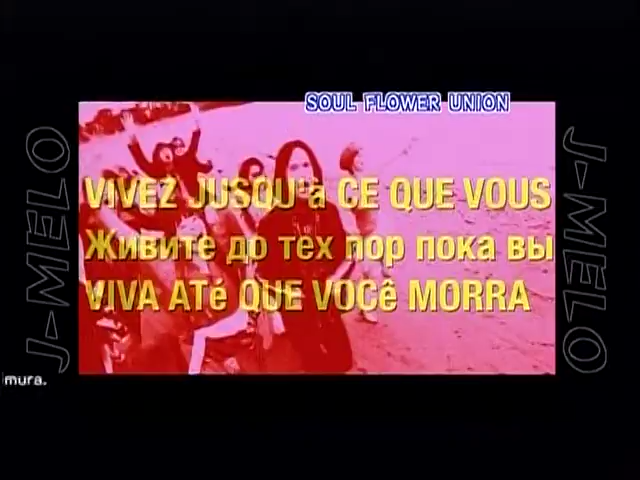 SOUL FLOWER UNION
J-MELO
J-MELO
VIVEZ JUSQU'à CE QUE VOUS
Живите до тех пор пока вы
VIVA ATé QUE VOCê MORRA
mura.